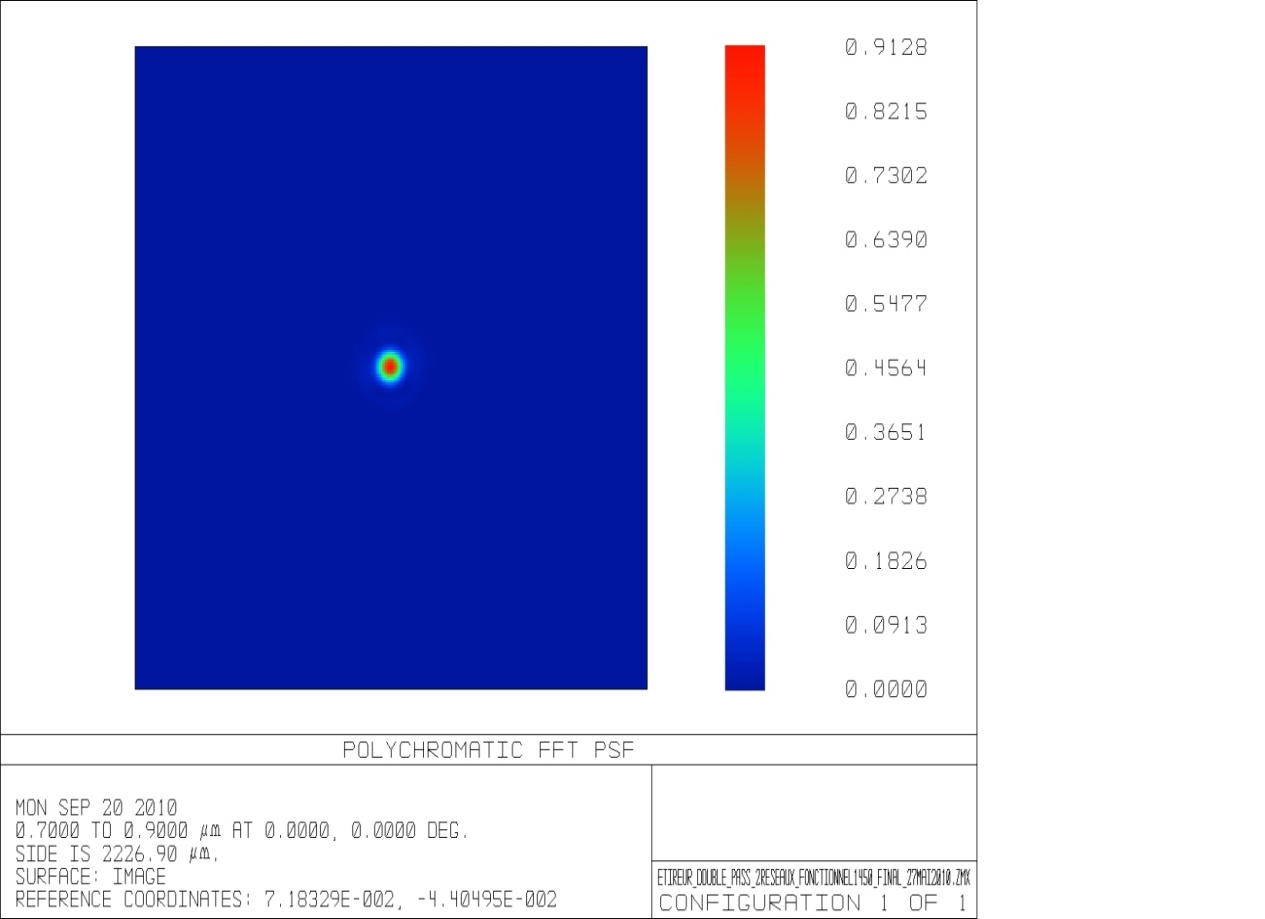 0.9128
0.8215
0.7302
0.6390
0.5477
0.4564
0.3651
0.2738
0.1826
0.0913
0.0000
POLYCHROMATIC FFT PSF
MON SEP 20 2010
0.7000 TO 0.9000 µm AT 0.0000, 0.0000 DEG.
SIDE IS 2226.90 µm.
SURFACE: IMAGE
REFERENCE COORDINATES: 7.18329E-002, -4.40495E-002
ETIREUR_DOUBLE_PASS_2RESEAUX_FONCTIONNEL1450_FINAL_27MAI2010.ZMX
CONFIGURATION 1 OF 1